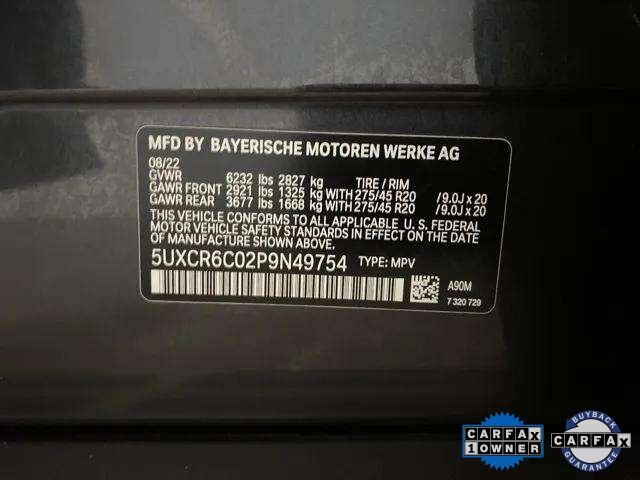 MFD BY BAYERISCHE MOTOREN WERKE AG
08/22
GVWR 6232 lbs 2827 kg TIRE / RIM
GAWR FRONT 2921 lbs 1325 kg WITH 275/45 R20 /9.0J x 20
GAWR REAR 3677 lbs 1668 kg WITH 275/45 R20 /9.0J x 20
THIS VEHICLE CONFORMS TO ALL APPLICABLE U.S. FEDERAL
MOTOR VEHICLE SAFETY STANDARDS IN EFFECT ON THE DATE OF MANUFACTURE
SHOWN ABOVE.
5UXCR6C02P9N49754 TYPE: MPV
A90M
7 320 729
CARFAX
1 OWNER
BUYBACK
CARFAX
GUARANTEE